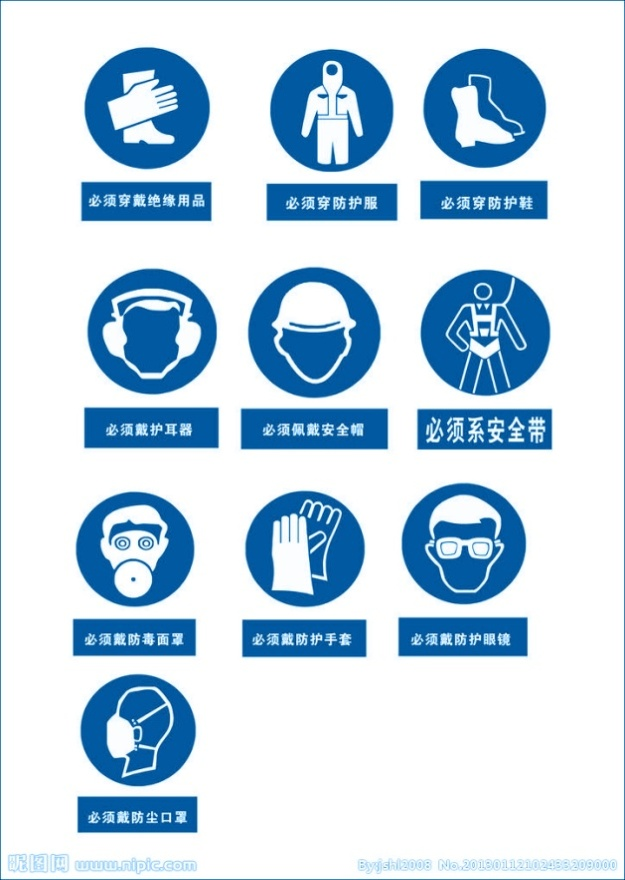 必须穿戴绝缘用品
必须穿防护服
必须穿防护鞋
必须戴护耳器
必须佩戴安全帽
必须系安全带
必须戴防毒面罩
必须戴防护手套
必须戴防护眼镜
必须戴防尘口罩
昵图网 www.nipic.com
By:jshi2008 No.20130112102433209000